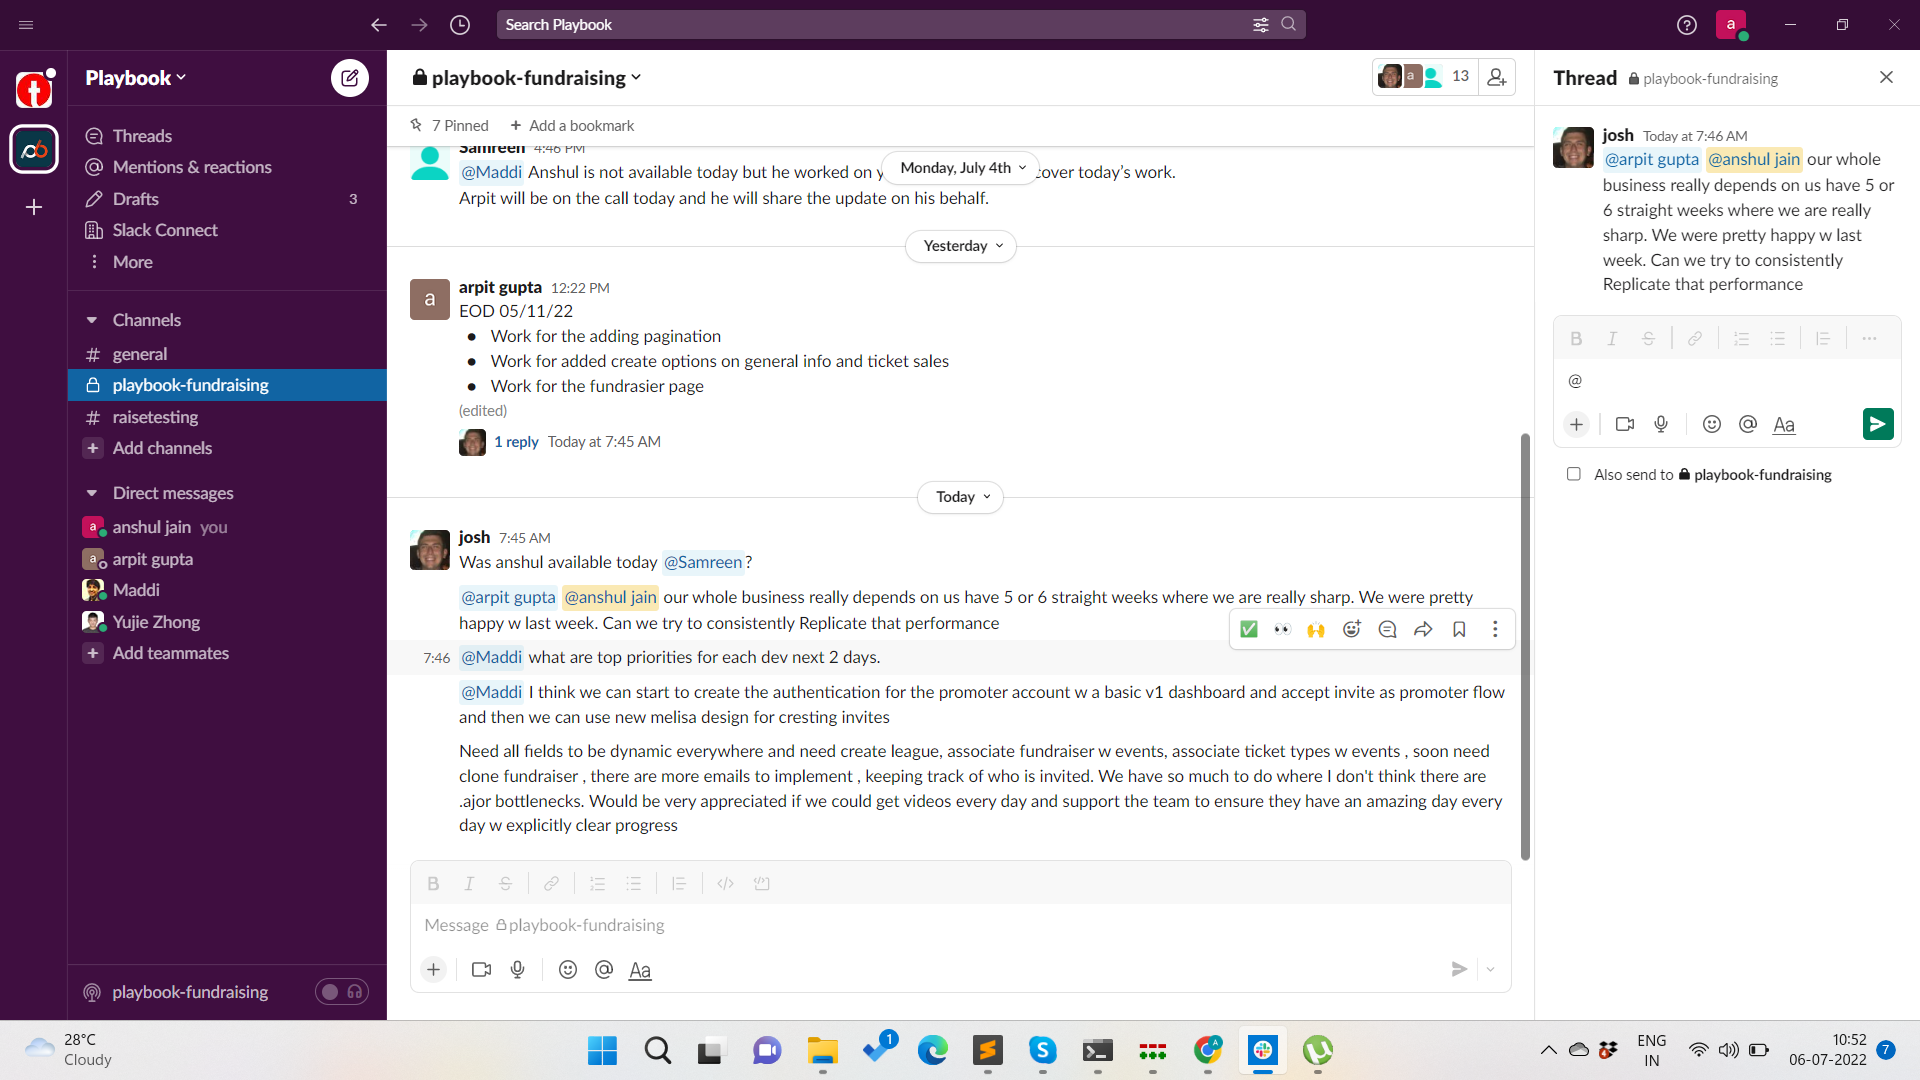 Search Playbook
a
Playbook
Threads
Mentions & reactions
Drafts 3
Slack Connect
More
Channels
general
playbook-fundraising
raisetesting
Add channels
Direct messages
a anshul jain you
a arpit gupta
Maddi
Yujie Zhong
Add teammates
playbook-fundraising
playbook-fundraising
a 13
7 Pinned Add a bookmark
Samreen 4:46 PM
Monday, July 4th
@Maddi Anshul is not available today but he worked on cover today's work.
Arpit will be on the call today and he will share the update on his behalf.
Yesterday
a
arpit gupta 12:22 PM
EOD 05/11/22
• Work for the adding pagination
• Work for added create options on general info and ticket sales
• Work for the fundrasier page
(edited)
1 reply Today at 7:45 AM
Today
josh 7:45 AM
Was anshul available today @Samreen ?
@arpit gupta @anshul jain our whole business really depends on us have 5 or 6 straight weeks where we are really sharp. We were pretty
happy w last week. Can we try to consistently Replicate that performance
7:46 @Maddi what are top priorities for each dev next 2 days.
@Maddi I think we can start to create the authentication for the promoter account w a basic v1 dashboard and accept invite as promoter flow
and then we can use new melisa design for cresting invites
Need all fields to be dynamic everywhere and need create league, associate fundraiser w events, associate ticket types w events , soon need
clone fundraiser , there are more emails to implement , keeping track of who is invited. We have so much to do where I don't think there are
.ajor bottlenecks. Would be very appreciated if we could get videos every day and support the team to ensure they have an amazing day every
day w explicitly clear progress
B I S
Message playbook-fundraising
Aa
Thread playbook-fundraising
josh Today at 7:46 AM
@arpit gupta @anshul jain our whole
business really depends on us have 5 or
6 straight weeks where we are really
sharp. We were pretty happy w last
week. Can we try to consistently
Replicate that performance
B I S
@
Aa
Also send to playbook-fundraising
28°C
Cloudy
1
ENG
IN
10:52
06-07-2022
7